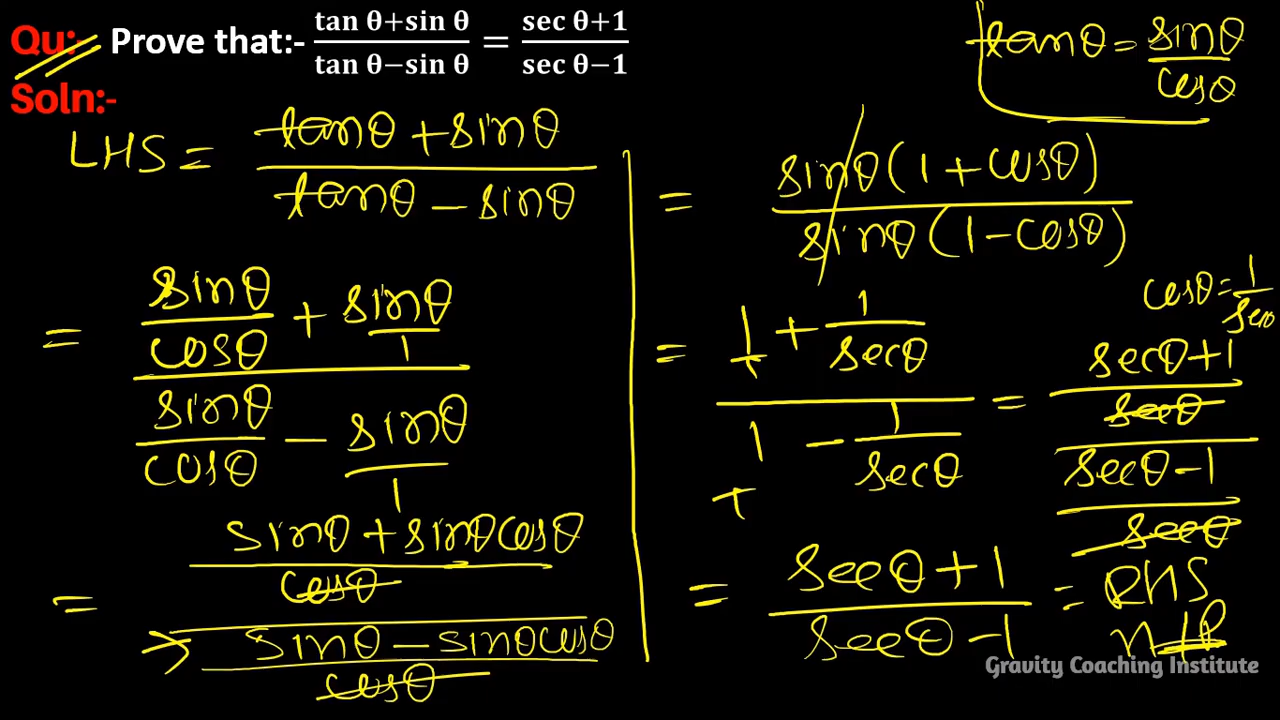 Qu:- Prove that:- (tan θ+sin θ)/(tan θ−sin θ) = (sec θ+1)/(sec θ−1)
tanθ = sinθ/cosθ
Soln:-
LHS = (tanθ + sinθ)/(tanθ − sinθ)
= (sinθ/cosθ + sinθ/1)/(sinθ/cosθ − sinθ/1)
= ((sinθ + sinθcosθ)/cosθ)/((sinθ − sinθcosθ)/cosθ)
= sinθ(1 + cosθ)/sinθ(1 − cosθ)
cosθ = 1/secθ
= (1/1 + 1/secθ)/(1/1 − 1/secθ) = ((secθ+1)/secθ)/((secθ−1)/secθ)
= (secθ + 1)/(secθ − 1) = RHS
Gravity Coaching Institute